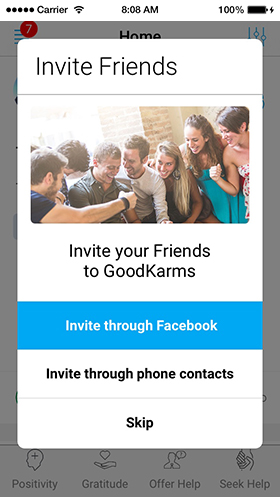 Carrier 8:08 AM 100%
7
Home
Invite Friends
Invite your Friends
to GoodKarms
Invite through Facebook
Invite through phone contacts
Skip
Positivity Gratitude Offer Help Seek Help